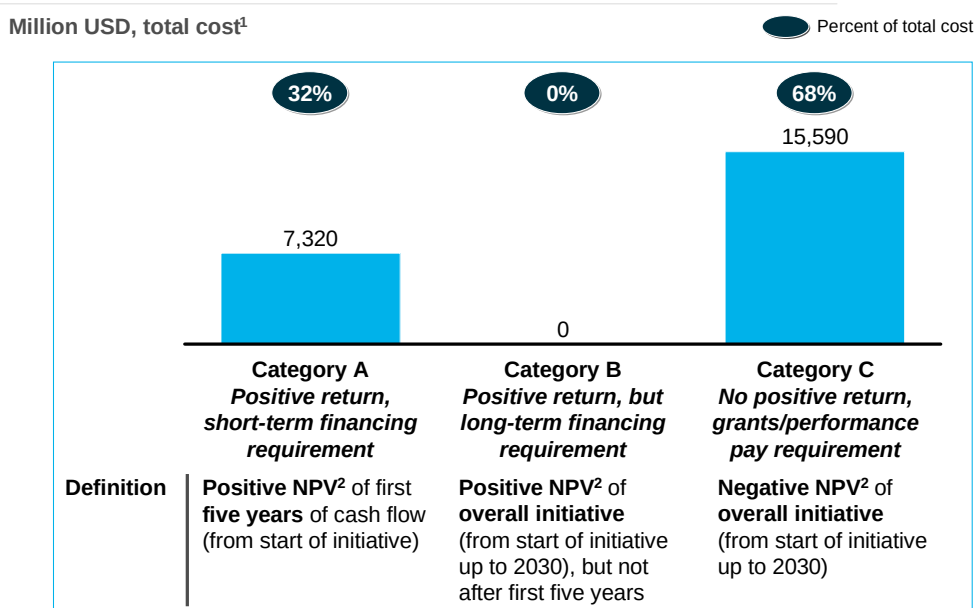 Million USD, total cost¹
Percent of total cost
32%
0%
68%
15,590
7,320
0
Category A
Positive return,
short-term financing
requirement
Category B
Positive return, but
long-term financing
requirement
Category C
No positive return,
grants/performance
pay requirement
Definition
Positive NPV² of first
five years of cash flow
(from start of initiative)
Positive NPV² of
overall initiative
(from start of initiative
up to 2030), but not
after first five years
Negative NPV² of
overall initiative
(from start of initiative
up to 2030)